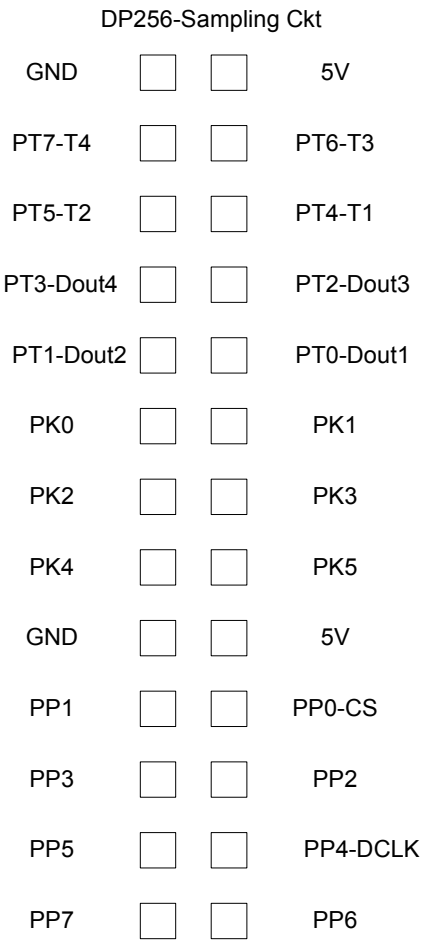 DP256-Sampling Ckt
GND 5V
PT7-T4 PT6-T3
PT5-T2 PT4-T1
PT3-Dout4 PT2-Dout3
PT1-Dout2 PT0-Dout1
PK0 PK1
PK2 PK3
PK4 PK5
GND 5V
PP1 PP0-CS
PP3 PP2
PP5 PP4-DCLK
PP7 PP6